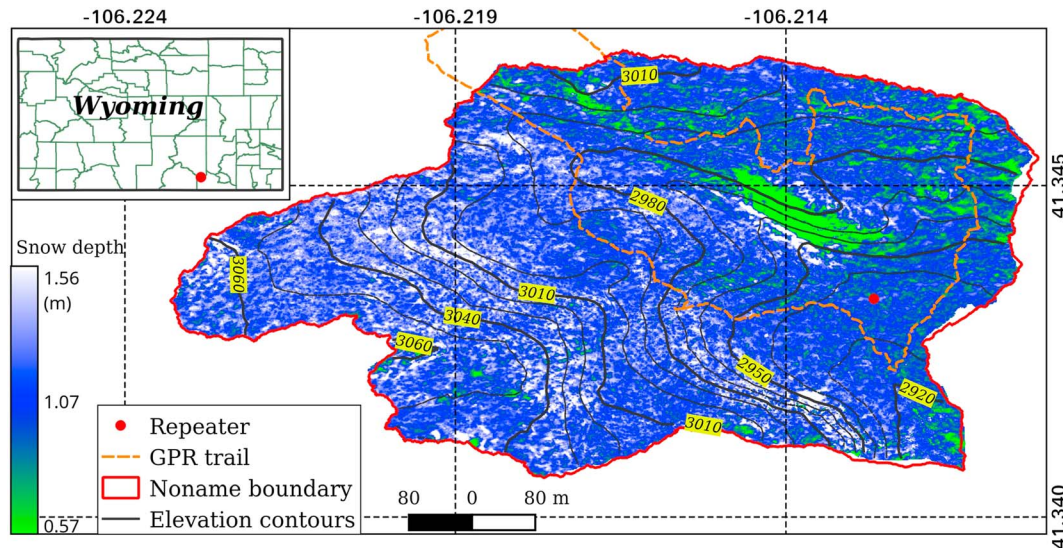 -106.224
-106.219
-106.214
Wyoming
3010
41.345
2980
3060
Snow depth
1.56
(m)
3010
3040
3060
2950
2920
1.07
3010
Repeater
GPR trail
Noname boundary
Elevation contours
80 0 80 m
0.57
41.340